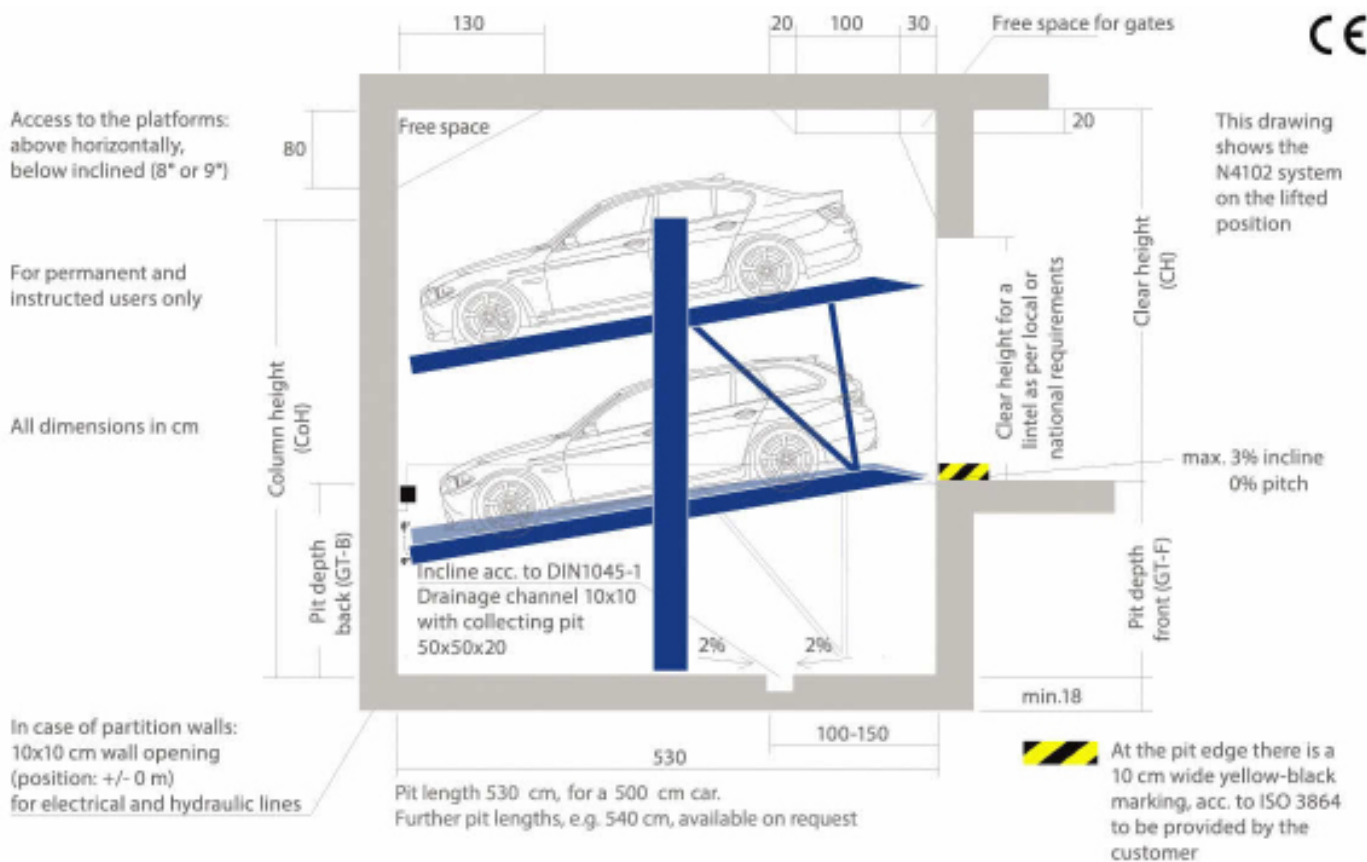 130
20
100
30
Free space for gates
CE
Access to the platforms:
above horizontally,
below inclined (8° or 9°)
80
Free space
20
This drawing
shows the
N4102 system
on the lifted
position
For permanent and
instructed users only
All dimensions in cm
Column height
(CoH)
Clear height for a
lintel as per local or
national requirements
Clear height
(CH)
max. 3% incline
0% pitch
Pit depth
back (GT-B)
Incline acc. to DIN1045-1
Drainage channel 10x10
with collecting pit
50x50x20
2%
2%
Pit depth
front (GT-F)
min.18
In case of partition walls:
10x10 cm wall opening
(position: +/- 0 m)
for electrical and hydraulic lines
100-150
530
Pit length 530 cm, for a 500 cm car.
Further pit lengths, e.g. 540 cm, available on request
At the pit edge there is a
10 cm wide yellow-black
marking, acc. to ISO 3864
to be provided by the
customer